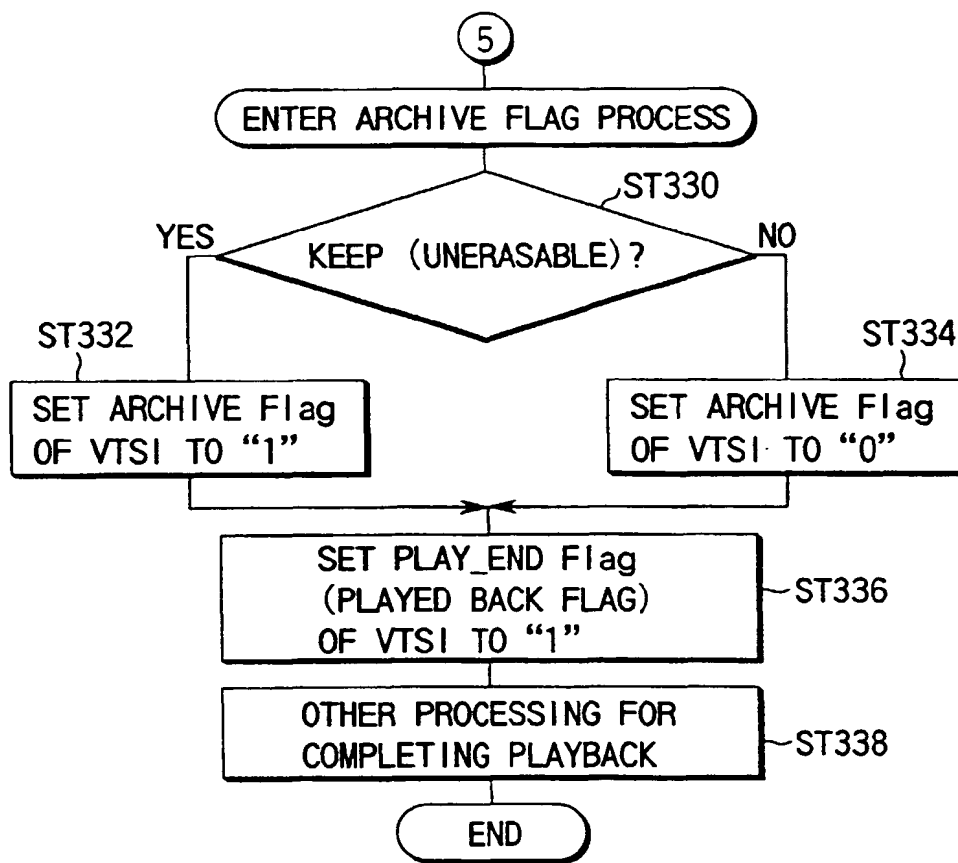 5
ENTER ARCHIVE FLAG PROCESS
ST330
YES
KEEP (UNERASABLE)?
NO
ST332
ST334
SET ARCHIVE Flag
OF VTSI TO “1”
SET ARCHIVE Flag
OF VTSI TO “0”
SET PLAY_END Flag
(PLAYED BACK FLAG)
OF VTSI TO “1”
ST336
OTHER PROCESSING FOR
COMPLETING PLAYBACK
ST338
END